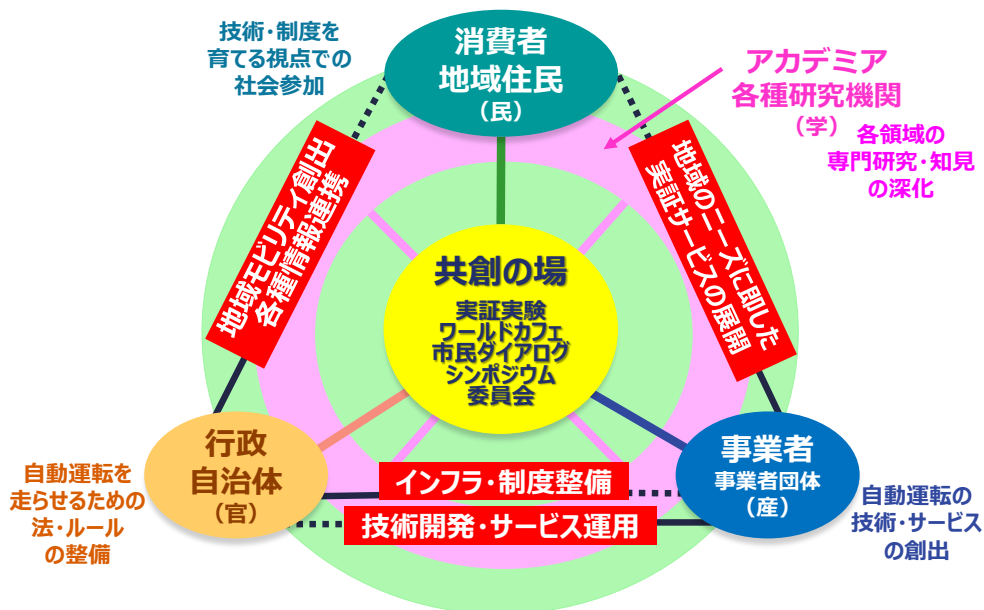 技術・制度を
育てる視点での
社会参加
消費者
地域住民
（民）
アカデミア
各種研究機関
（学）
各領域の
専門研究・知見
の深化
地域モビリティ創出
各種情報連携
地域のニーズに即した
実証サービスの展開
共創の場
実証実験
ワールドカフェ
市民ダイアログ
シンポジウム
委員会
行政
自治体
（官）
自動運転を
走らせるための
法・ルール
の整備
インフラ・制度整備
技術開発・サービス運用
事業者
事業者団体
（産）
自動運転の
技術・サービス
の創出